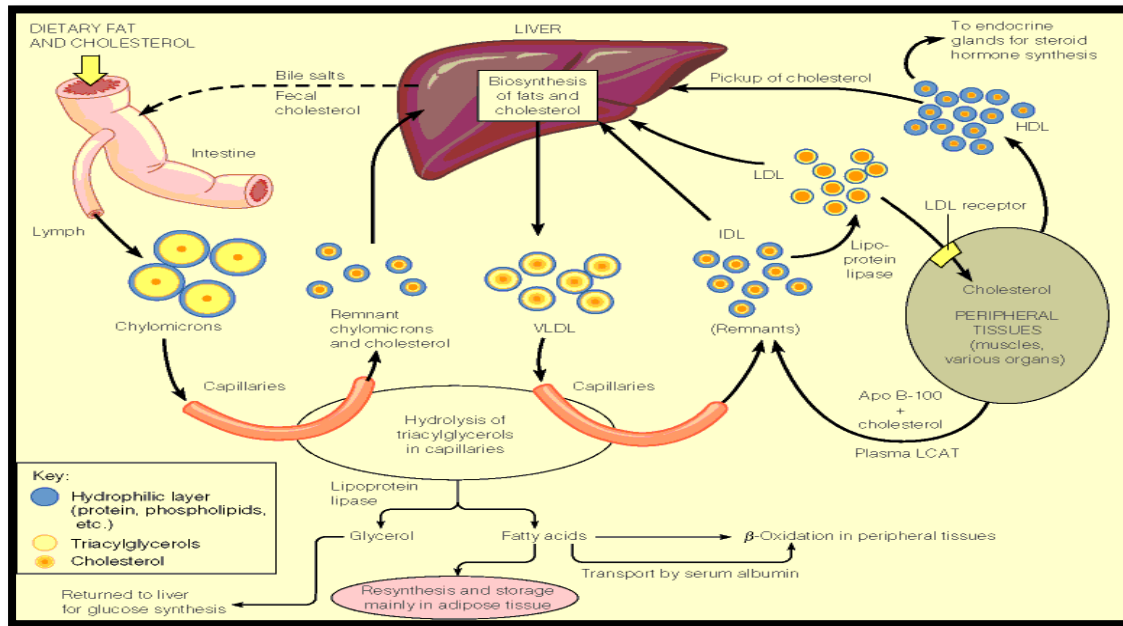 DIETARY FAT
AND CHOLESTEROL
LIVER
To endocrine
glands for steroid
hormone synthesis
Bile salts
Fecal
cholesterol
Biosynthesis
of fats and
cholesterol
Pickup of cholesterol
HDL
Intestine
LDL
LDL receptor
Lymph
IDL
Lipo-
protein
lipase
Cholesterol
PERIPHERAL
TISSUES
(muscles,
various organs)
Chylomicrons
Remnant
chylomicrons
and cholesterol
VLDL
(Remnants)
Capillaries
Capillaries
Hydrolysis of
triacylglycerols
in capillaries
Apo B-100
+
cholesterol
Plasma LCAT
Key:
Hydrophilic layer
(protein, phospholipids,
etc.)
Triacylglycerols
Cholesterol
Lipoprotein
lipase
Glycerol
Fatty acids
β-Oxidation in peripheral tissues
Transport by serum albumin
Returned to liver
for glucose synthesis
Resynthesis and storage
mainly in adipose tissue